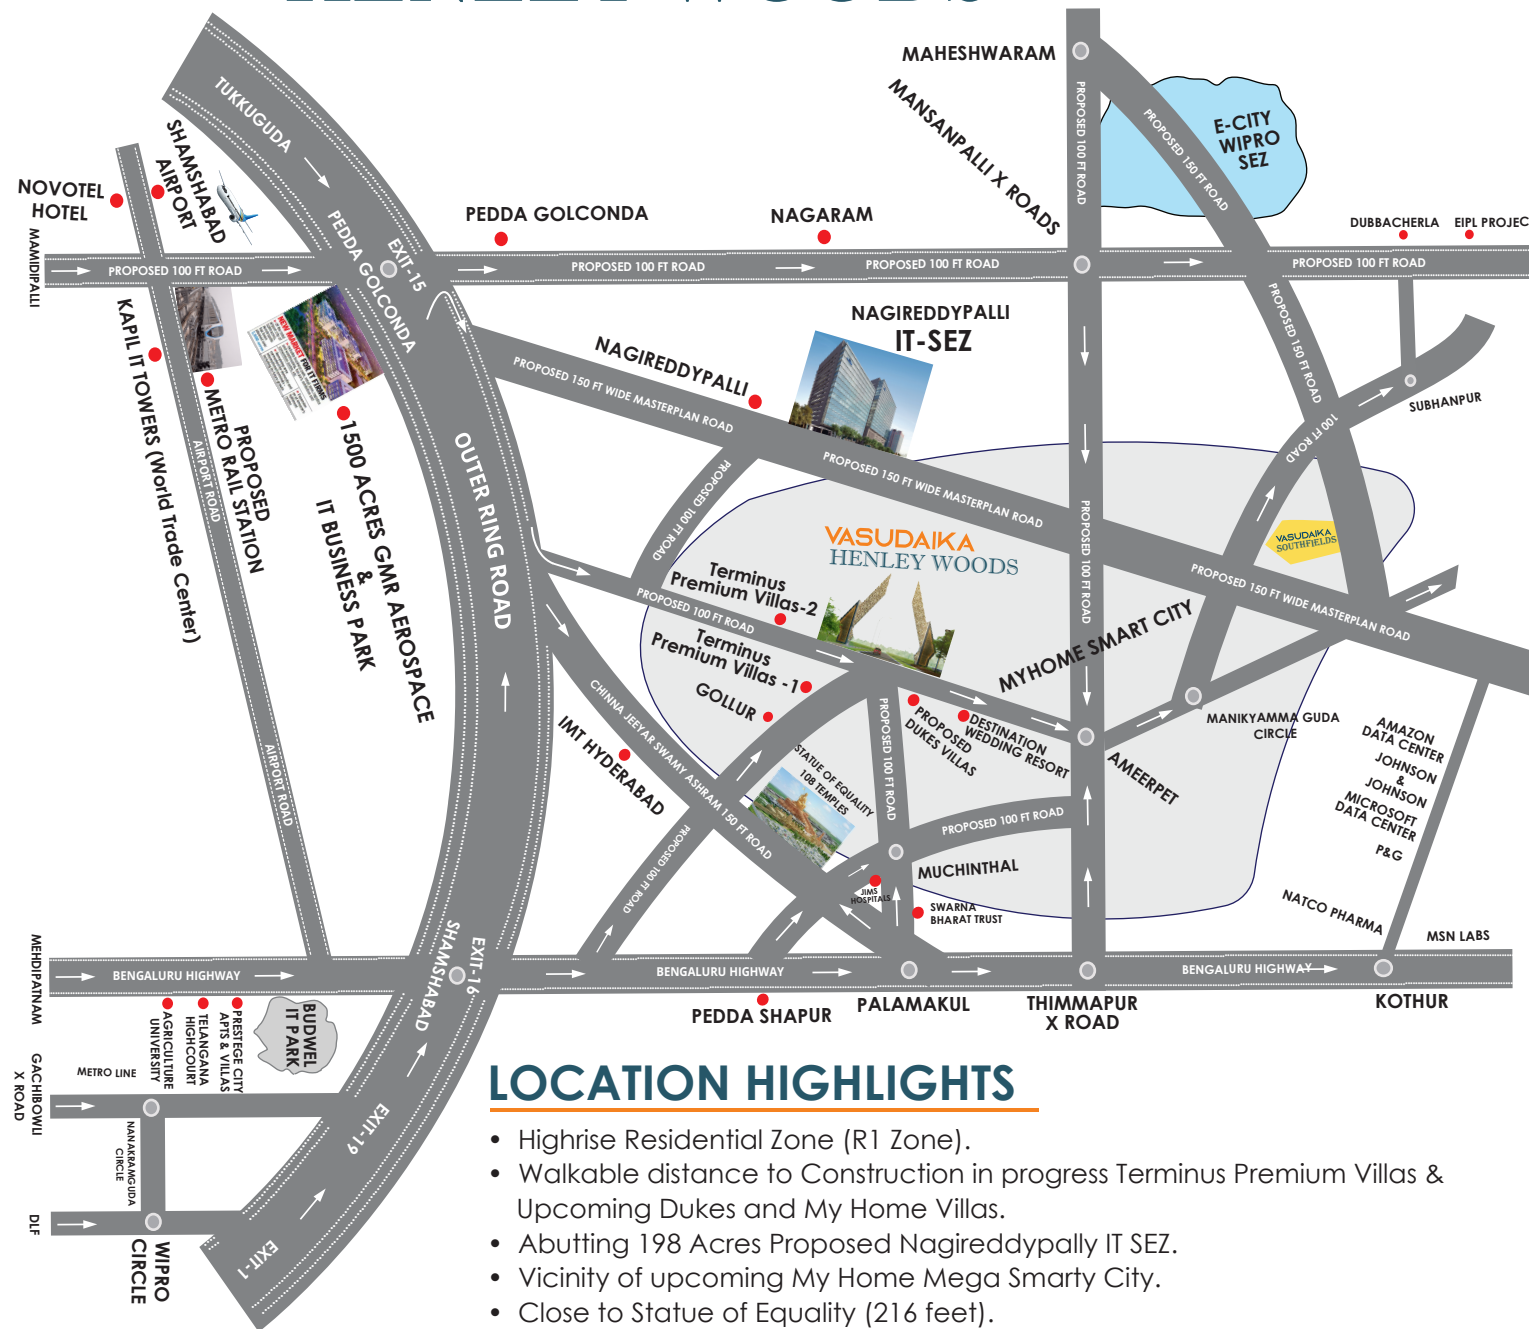 HENLEY WOODS
MAHESHWARAM
MANSANPALLI X ROADS
PROPOSED 100 FT ROAD
PROPOSED 150 FT ROAD
E-CITY
WIPRO
SEZ
TUKKUGUDA
SHAMSHABAD
AIRPORT
NOVOTEL
HOTEL
MAMIDIPALLI
PROPOSED 100 FT ROAD
PEDDA GOLCONDA
EXIT-15
PEDDA GOLCONDA
PROPOSED 100 FT ROAD
NAGARAM
PROPOSED 100 FT ROAD
DUBBACHERLA
EIPL PROJEC
PROPOSED 100 FT ROAD
KAPIL IT TOWERS (World Trade Center)
PROPOSED
METRO RAIL STATION
AIRPORT ROAD
AIRPORT ROAD
NEW MARKET FOR IT FIRMS
1500 ACRES GMR AEROSPACE
&
IT BUSINESS PARK
OUTER RING ROAD
NAGIREDDYPALLI
IT-SEZ
NAGIREDDYPALLI
PROPOSED 150 FT WIDE MASTERPLAN ROAD
PROPOSED 150 FT WIDE MASTERPLAN ROAD
PROPOSED 150 FT WIDE MASTERPLAN ROAD
PROPOSED 150 FT ROAD
100 FT ROAD
SUBHANPUR
PROPOSED 100 FT ROAD
PROPOSED 100 FT ROAD
VASUDAIKA
HENLEY WOODS
VASUDAIKA
SOUTHFIELDS
Terminus
Premium Villas-2
PROPOSED 100 FT ROAD
Terminus
Premium Villas -1
GOLLUR
MYHOME SMART CITY
PROPOSED
DUKES VILLAS
DESTINATION
WEDDING RESORT
AMEERPET
MANIKYAMMA GUDA
CIRCLE
AMAZON
DATA CENTER
JOHNSON
&
JOHNSON
MICROSOFT
DATA CENTER
P&G
NATCO PHARMA
MSN LABS
IMT HYDERABAD
CHINNA JEEYAR SWAMY ASHRAM 150 FT ROAD
STATUE OF EQUALITY
108 TEMPLES
PROPOSED 100 FT ROAD
PROPOSED 100 FT ROAD
PROPOSED 100 FT ROAD
MUCHINTHAL
JIMS
HOSPITALS
SWARNA
BHARAT TRUST
MEHDIPATNAM
BENGALURU HIGHWAY
EXIT-16
SHAMSHABAD
BENGALURU HIGHWAY
BENGALURU HIGHWAY
PEDDA SHAPUR
PALAMAKUL
THIMMAPUR
X ROAD
KOTHUR
AGRICULTURE
UNIVERSITY
TELANGANA
HIGHCOURT
PRESTEGE CITY
APTS & VILLAS
BUDWEL
IT PARK
GACHIBOWLI
X ROAD
METRO LINE
NANAKRAMGUDA
CIRCLE
EXIT-19
DLF
WIPRO
CIRCLE
EXIT-1
LOCATION HIGHLIGHTS
• Highrise Residential Zone (R1 Zone).
• Walkable distance to Construction in progress Terminus Premium Villas &
Upcoming Dukes and My Home Villas.
• Abutting 198 Acres Proposed Nagireddypally IT SEZ.
• Vicinity of upcoming My Home Mega Smarty City.
• Close to Statue of Equality (216 feet).